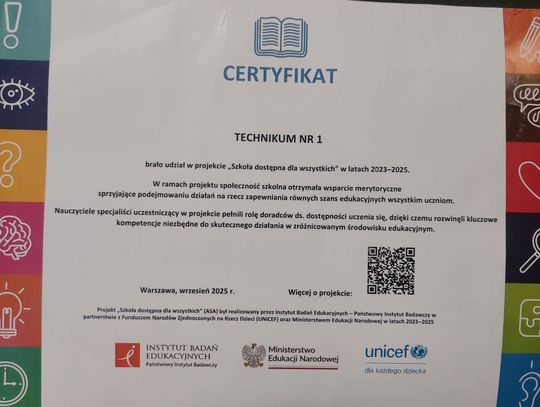 CERTYFIKAT
TECHNIKUM NR 1
brało udział w projekcie „Szkoła dostępna dla wszystkich” w latach 2023–2025.
W ramach projektu społeczność szkolna otrzymała wsparcie merytoryczne
sprzyjające podejmowaniu działań na rzecz zapewniania równych szans edukacyjnych wszystkim uczniom.
Nauczyciele specjaliści uczestniczący w projekcie pełnili rolę doradców ds. dostępności uczenia się, dzięki czemu rozwinęli kluczowe
kompetencje niezbędne do skutecznego działania w zróżnicowanym środowisku edukacyjnym.
Warszawa, wrzesień 2025 r.
Więcej o projekcie:
Projekt „Szkoła dostępna dla wszystkich” (ASA) był realizowany przez Instytut Badań Edukacyjnych – Państwowy Instytut Badawczy w
partnerstwie z Funduszem Narodów Zjednoczonych na Rzecz Dzieci (UNICEF) oraz Ministerstwem Edukacji Narodowej w latach 2023–2025
INSTYTUT BADAŃ
EDUKACYJNYCH
Państwowy Instytut Badawczy
Ministerstwo
Edukacji Narodowej
unicef
dla każdego dziecka